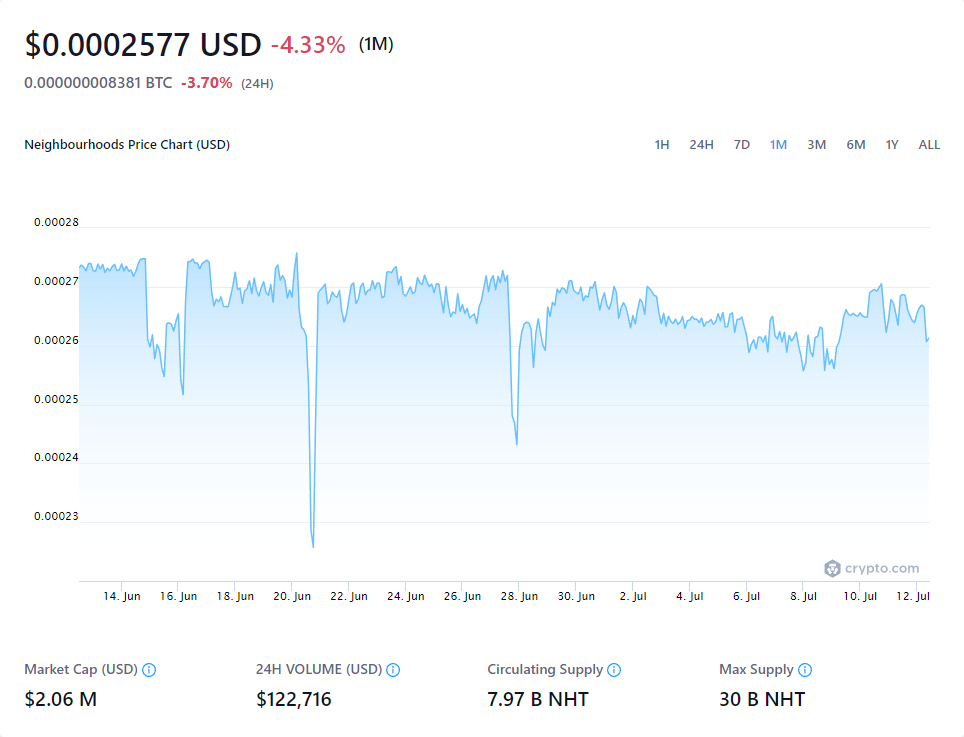 $0.0002577 USD -4.33% (1M)
0.000000008381 BTC -3.70% (24H)
Neighbourhoods Price Chart (USD) 1H 24H 7D 1M 3M 6M 1Y ALL
0.00028
0.00027
0.00026
0.00025
0.00024
0.00023
crypto.com
14. Jun 16. Jun 18. Jun 20. Jun 22. Jun 24. Jun 26. Jun 28. Jun 30. Jun 2. Jul 4. Jul 6. Jul 8. Jul 10. Jul 12. Jul
Market Cap (USD) 24H VOLUME (USD) Circulating Supply Max Supply
$2.06 M $122,716 7.97 B NHT 30 B NHT